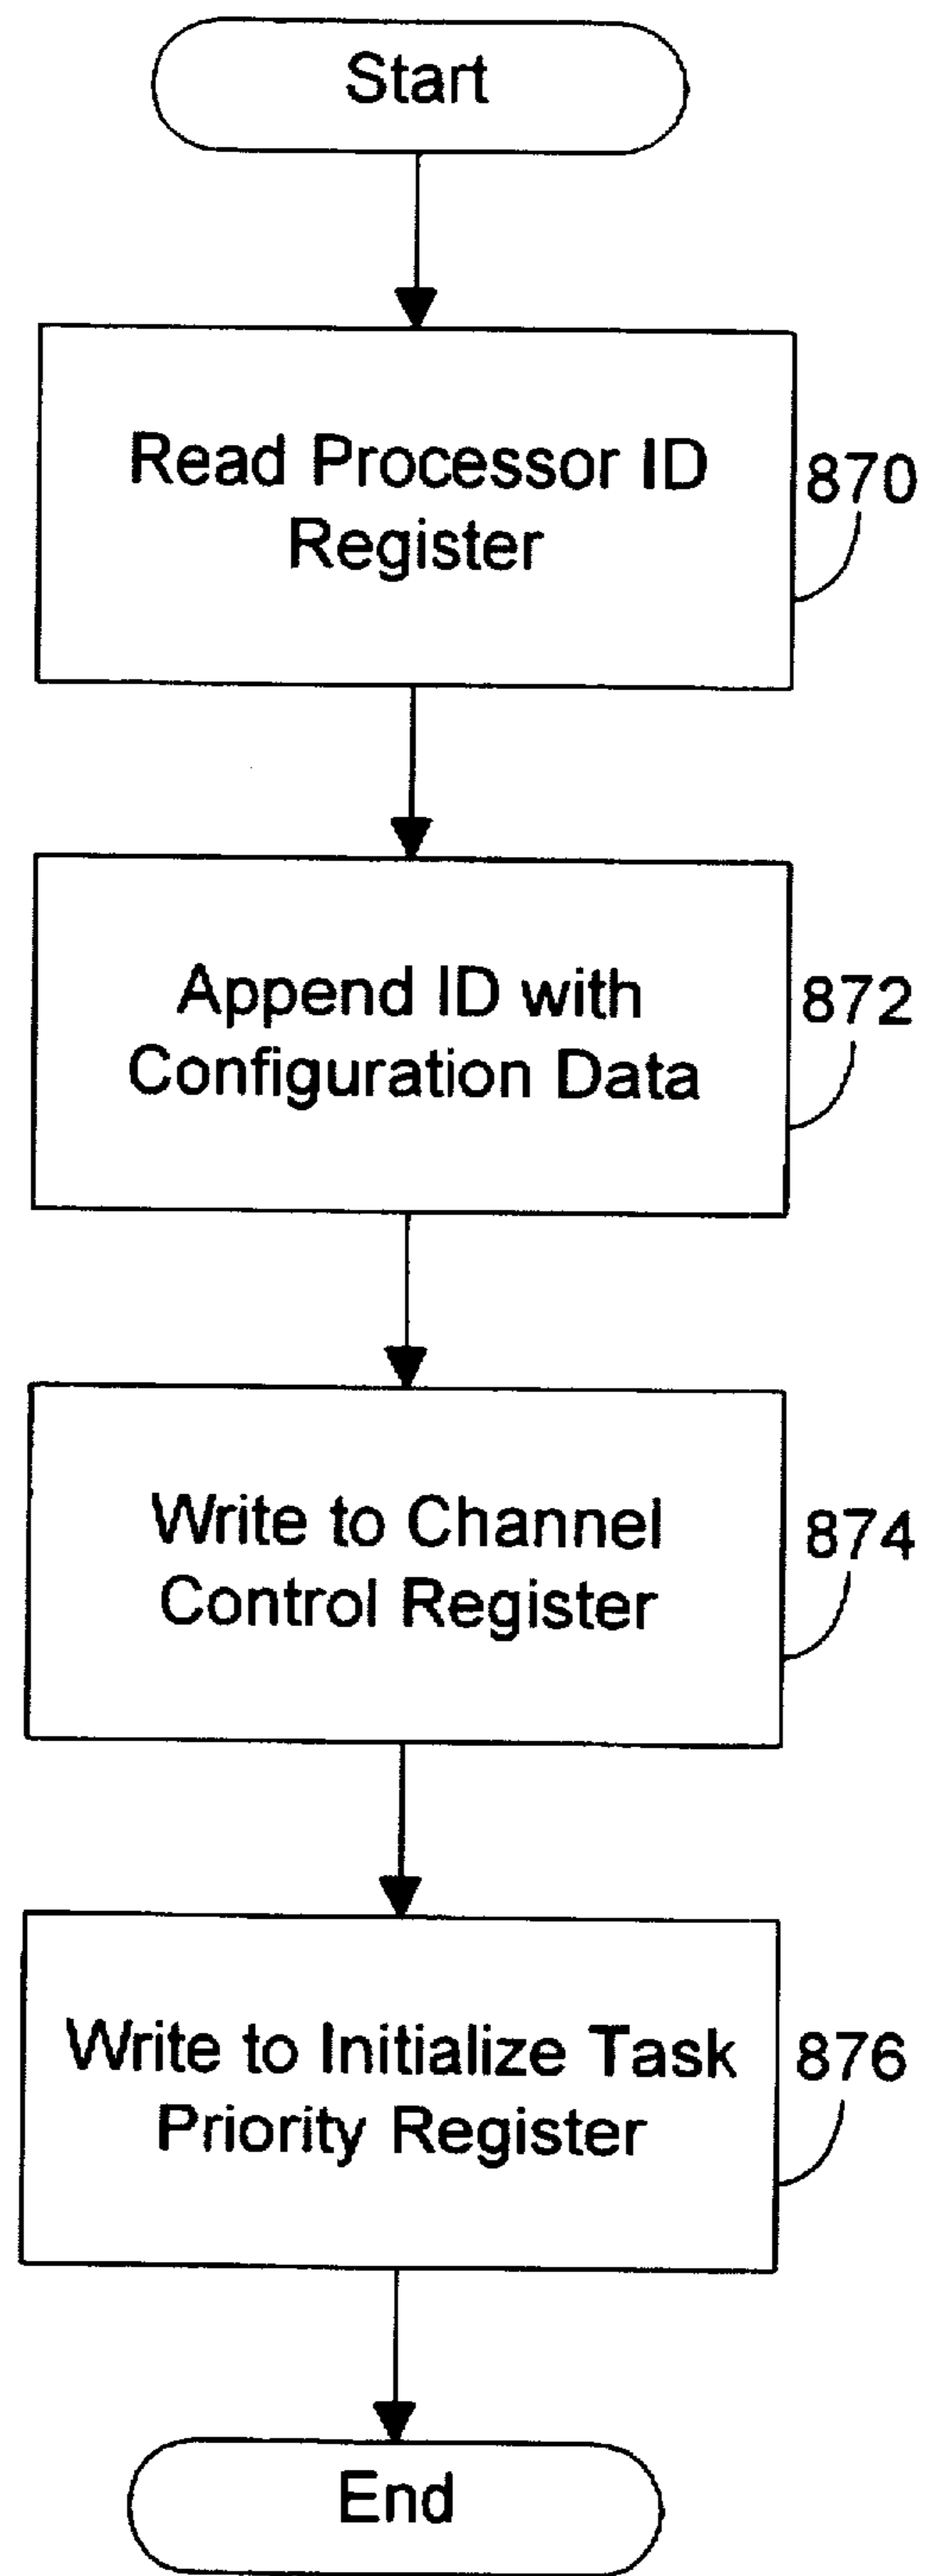 Start
Read Processor ID
Register
870
Append ID with
Configuration Data
872
Write to Channel
Control Register
874
Write to Initialize Task
Priority Register
876
End